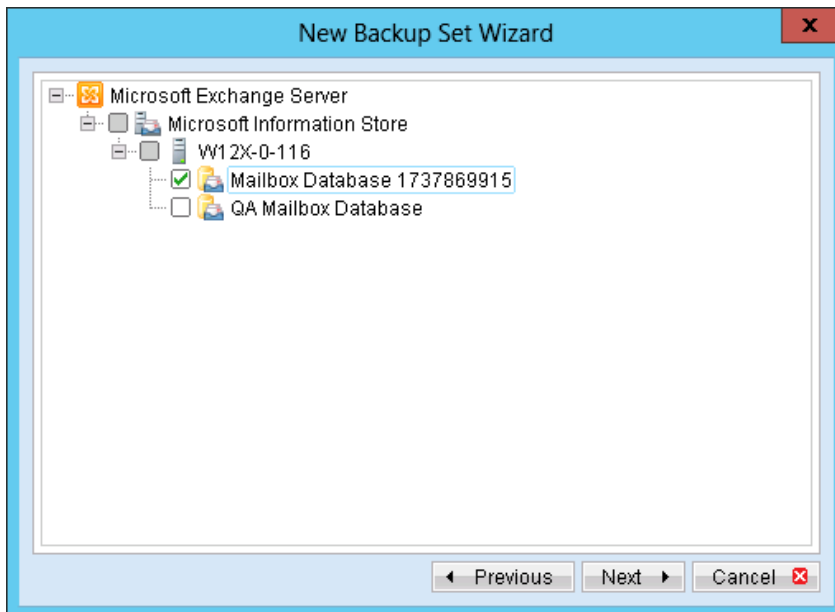 New Backup Set Wizard
Microsoft Exchange Server
Microsoft Information Store
W12X-0-116
Mailbox Database 1737869915
QA Mailbox Database
Previous Next Cancel